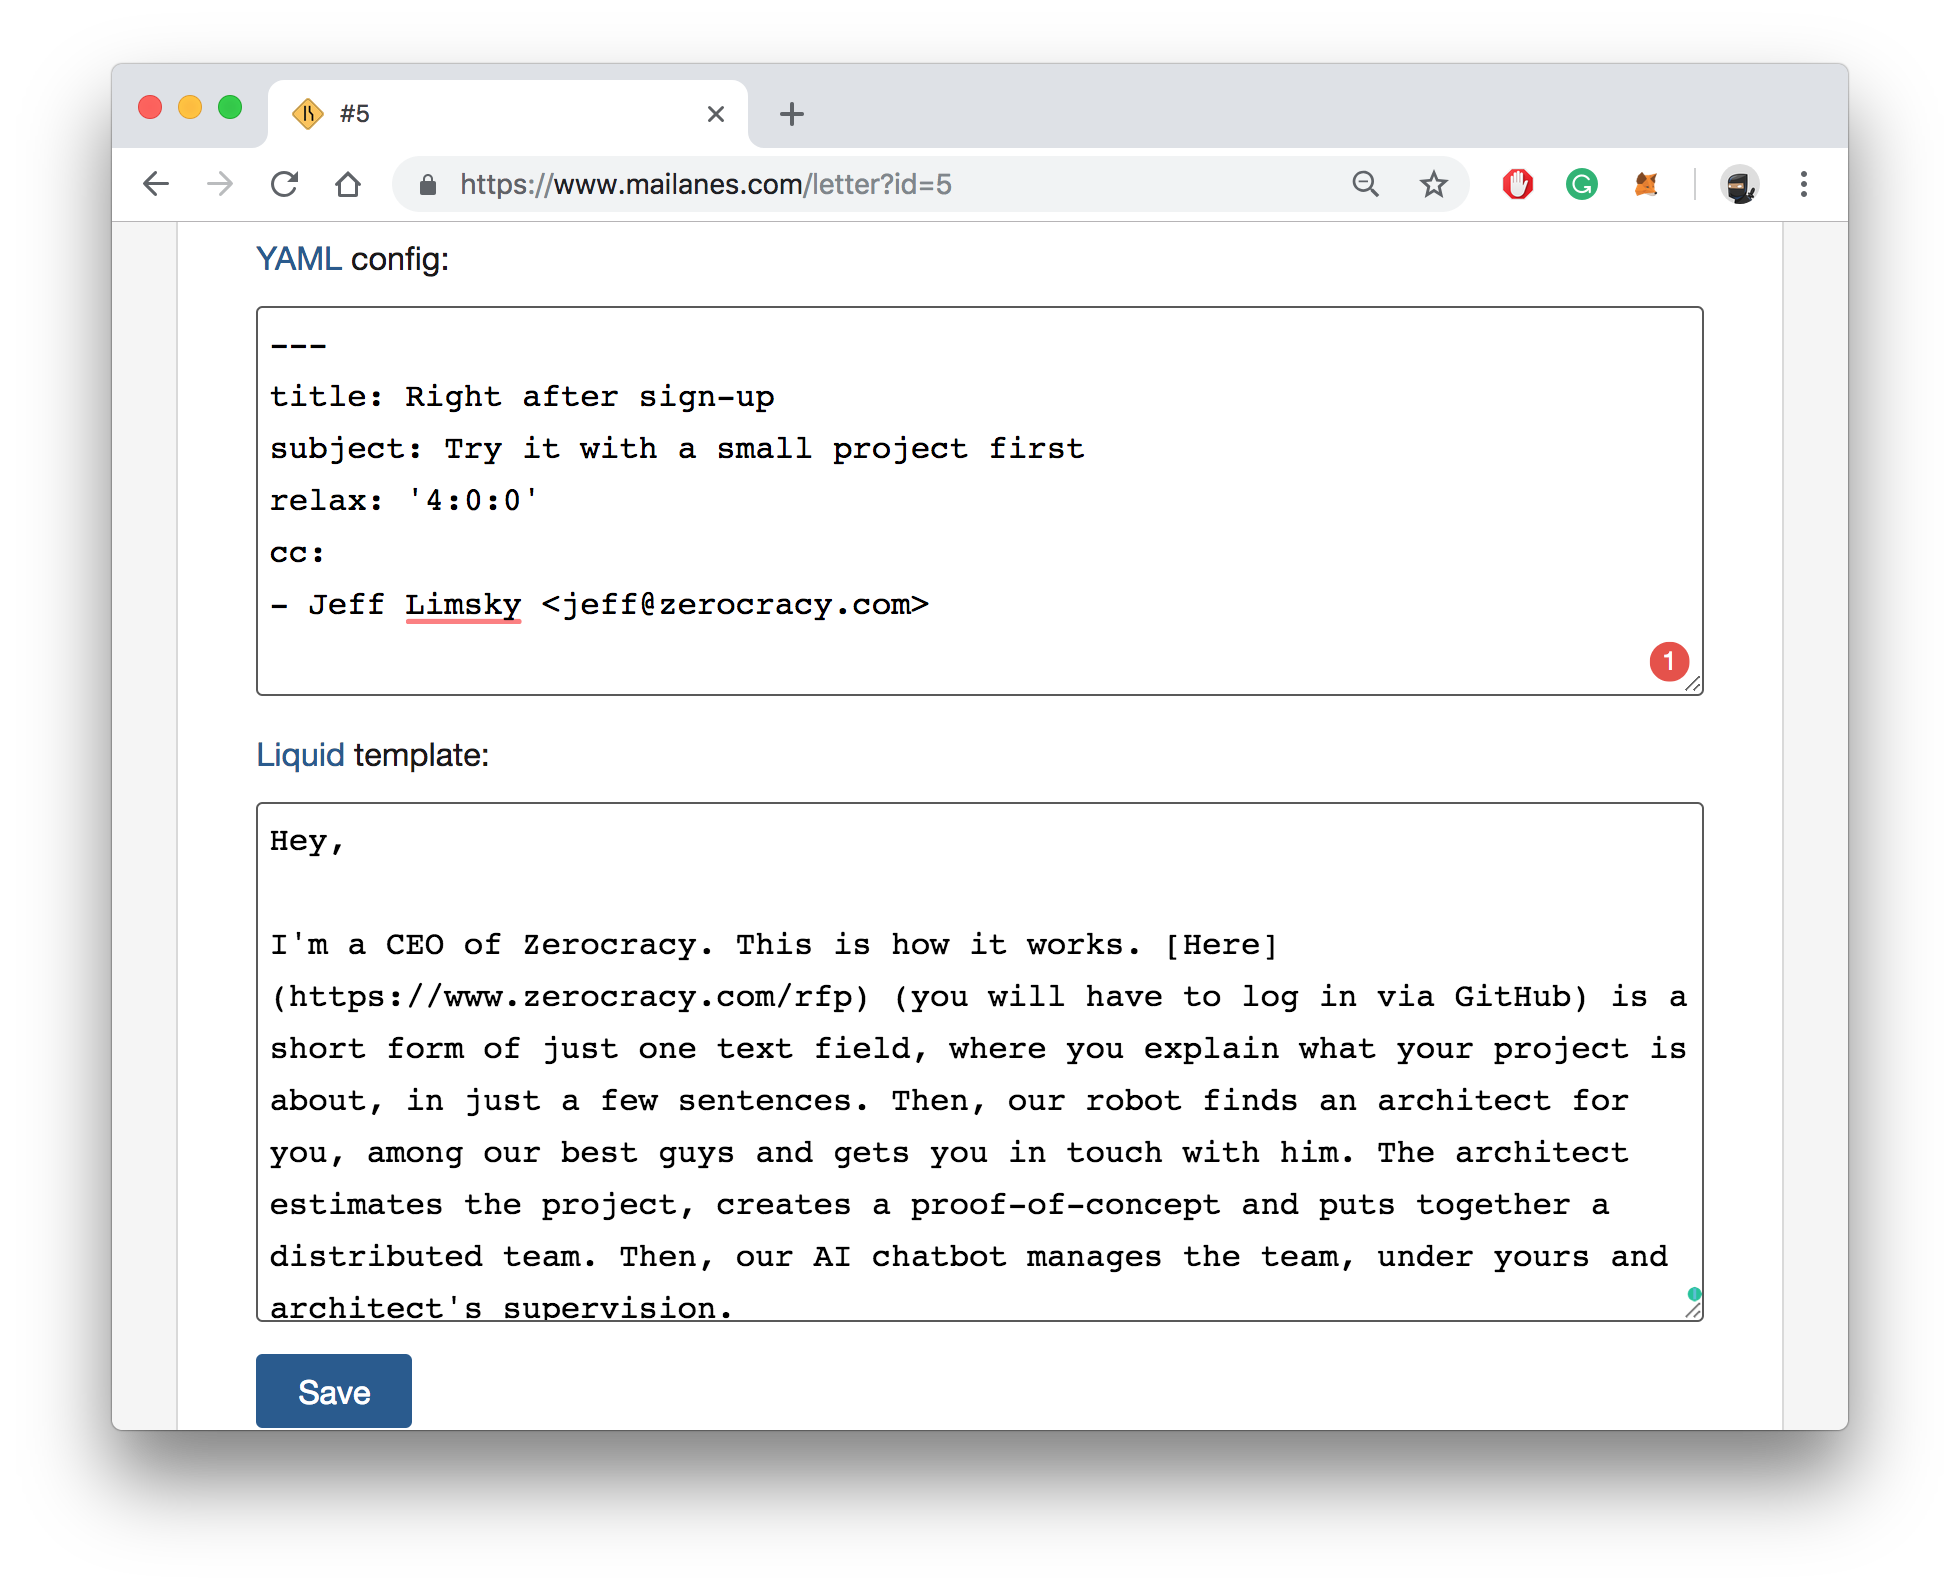 #5
https://www.mailanes.com/letter?id=5
YAML config:
---
title: Right after sign-up
subject: Try it with a small project first
relax: '4:0:0'
cc:
- Jeff Limsky <jeff@zerocracy.com>
1
Liquid template:
Hey,
I'm a CEO of Zerocracy. This is how it works. [Here]
(https://www.zerocracy.com/rfp) (you will have to log in via GitHub) is a
short form of just one text field, where you explain what your project is
about, in just a few sentences. Then, our robot finds an architect for
you, among our best guys and gets you in touch with him. The architect
estimates the project, creates a proof-of-concept and puts together a
distributed team. Then, our AI chatbot manages the team, under yours and
architect's supervision.
Save